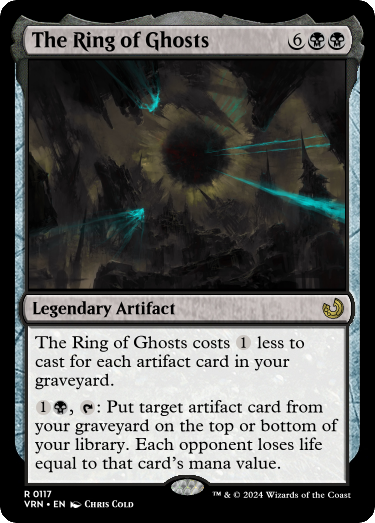 The Ring of Ghosts 6
Legendary Artifact
The Ring of Ghosts costs 1 less to
cast for each artifact card in your
graveyard.
1, : Put target artifact card from
your graveyard on the top or bottom of
your library. Each opponent loses life
equal to that card's mana value.
R 0117
VRN • EN Chris Cold
™ & © 2024 Wizards of the Coast